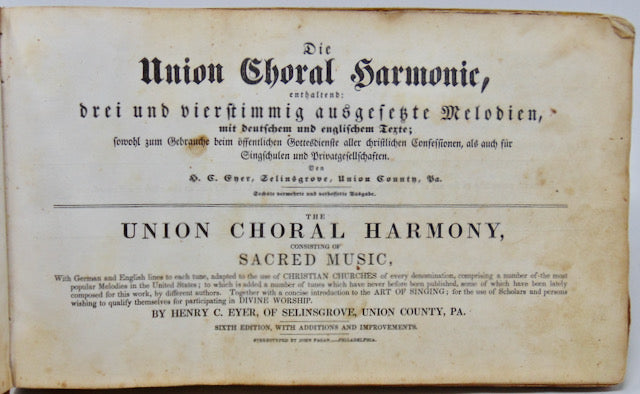 Die
Union Choral Harmonie,
enthaltend:
drei und vierstimmig ausgesetzte Melodien,
mit deutschem und englischem Texte;
sowohl zum Gebrauche beim öffentlichen Gottesdienste aller christlichen Confessionen, als auch für
Singschulen und Privatgesellschaften.
Von
H. C. Eyer, Selinsgrove, Union County, Pa.
Sechste vermehrte und verbesserte Ausgabe.
THE
UNION CHORAL HARMONY,
CONSISTING OF
SACRED MUSIC,
With German and English lines to each tune, adapted to the use of CHRISTIAN CHURCHES of every denomination, comprising a number of the most
popular Melodies in the United States; to which is added a number of tunes which have never before been published, some of which have been lately
composed for this work, by different authors. Together with a concise introduction to the ART OF SINGING; for the use of Scholars and persons
wishing to qualify themselves for participating in DIVINE WORSHIP.
BY HENRY C. EYER, OF SELINSGROVE, UNION COUNTY, PA.
SIXTH EDITION, WITH ADDITIONS AND IMPROVEMENTS.
STEREOTYPED BY JOHN FAGAN.—PHILADELPHIA.